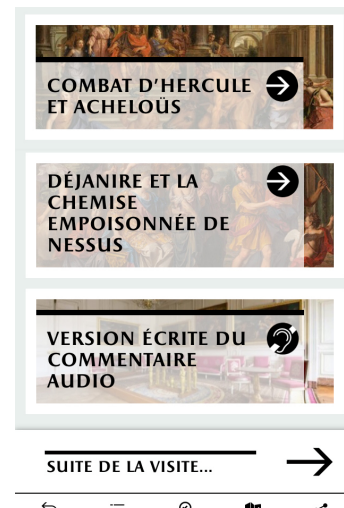 COMBAT D'HERCULE
ET ACHELOÜS
DÉJANIRE ET LA
CHEMISE
EMPOISONNÉE DE
NESSUS
VERSION ÉCRITE DU
COMMENTAIRE
AUDIO
SUITE DE LA VISITE...